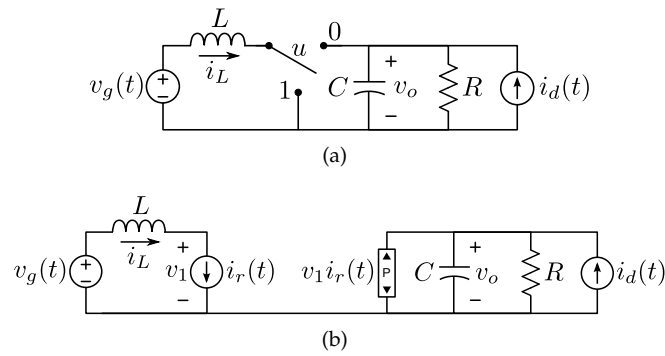 L
u
0
+
v_g(t)
+
−
i_L
1
C
v_o
R
i_d(t)
−
(a)
L
+
+
v_g(t)
+
−
i_L
v_1
i_r(t)
v_1 i_r(t)
P
C
v_o
R
i_d(t)
−
−
(b)